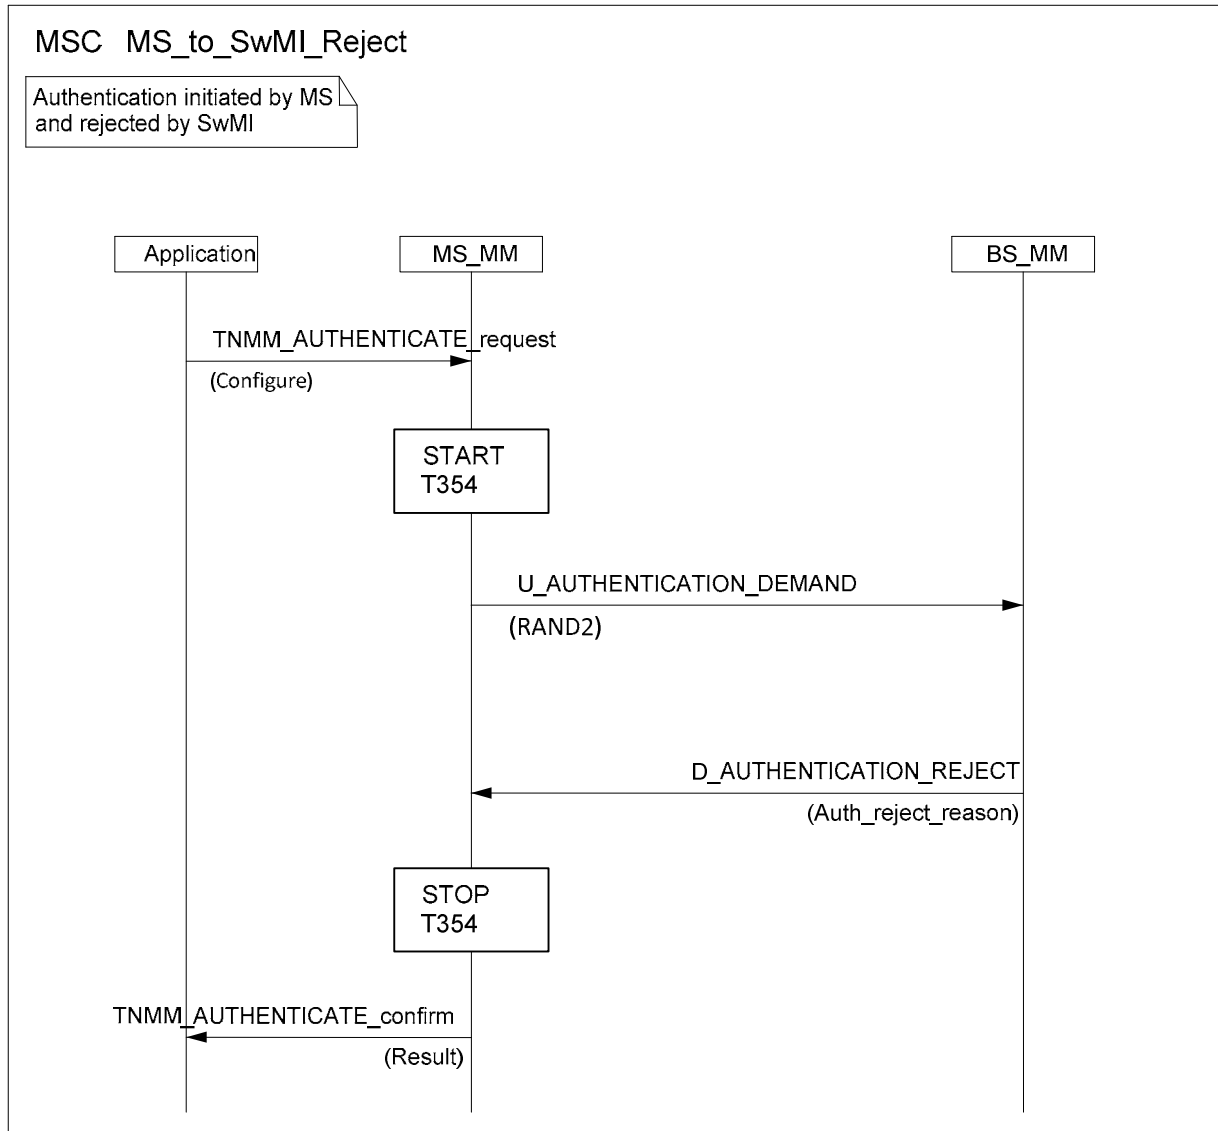 MSC MS_to_SwMI_Reject
Authentication initiated by MS
and rejected by SwMI
Application
MS_MM
BS_MM
TNMM_AUTHENTICATE_request
(Configure)
START
T354
U_AUTHENTICATION_DEMAND
(RAND2)
D_AUTHENTICATION_REJECT
(Auth_reject_reason)
STOP
T354
TNMM_AUTHENTICATE_confirm
(Result)